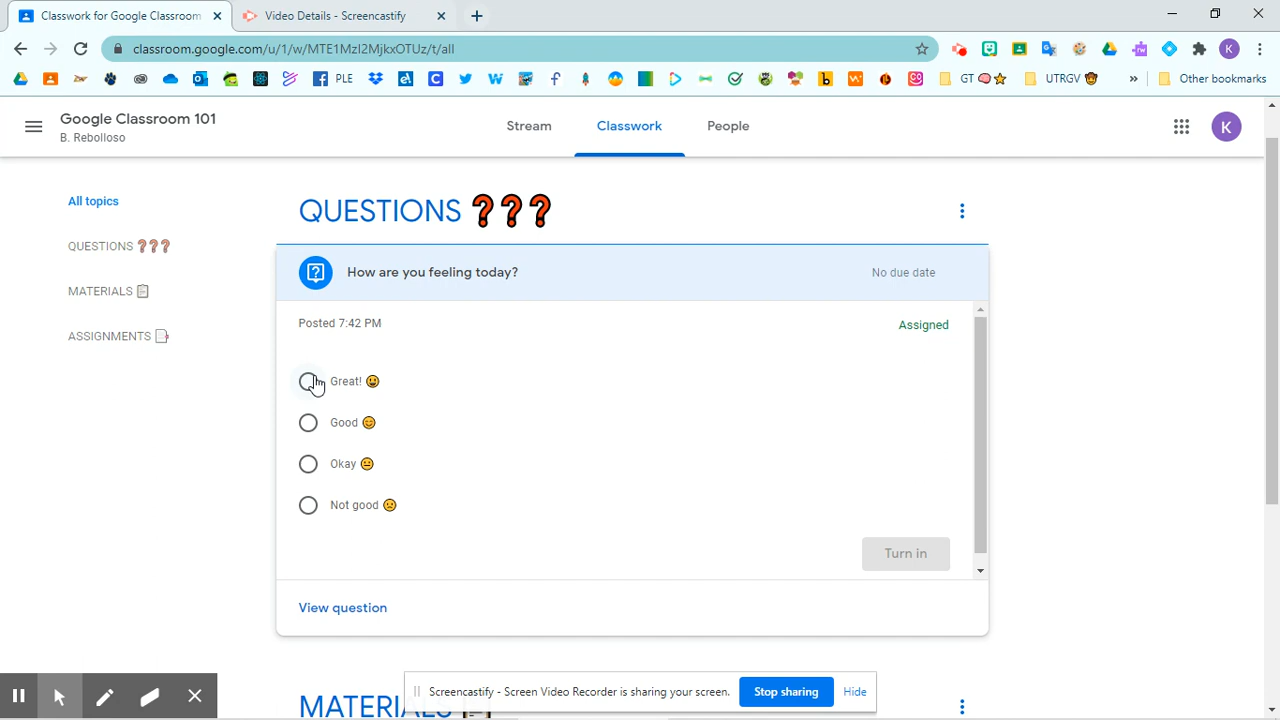 Classwork for Google Classroom
Video Details - Screencastify
classroom.google.com/u/1/w/MTE1MzI2MjkxOTUz/t/all
K
PLE
GT 🧠⭐
UTRGV
Other bookmarks
Google Classroom 101
B. Rebolloso
Stream
Classwork
People
K
All topics
QUESTIONS ❓❓❓
MATERIALS 📋
ASSIGNMENTS 📑
QUESTIONS ❓❓❓
How are you feeling today?
No due date
Posted 7:42 PM
Assigned
Great! 😀
Good 😊
Okay 😐
Not good 🙁
Turn in
View question
MATERIALS 📋
Screencastify - Screen Video Recorder is sharing your screen.
Stop sharing
Hide